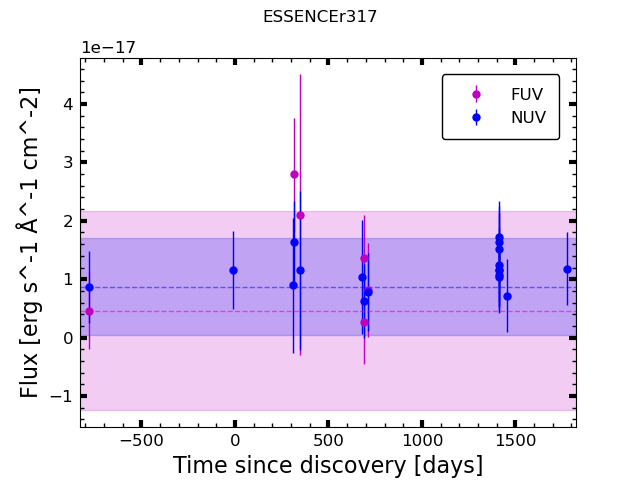 ESSENCEr317
1e−17
FUV
NUV
4
3
2
1
0
−1
Flux [erg s^-1 Å^-1 cm^-2]
−500
0
500
1000
1500
Time since discovery [days]